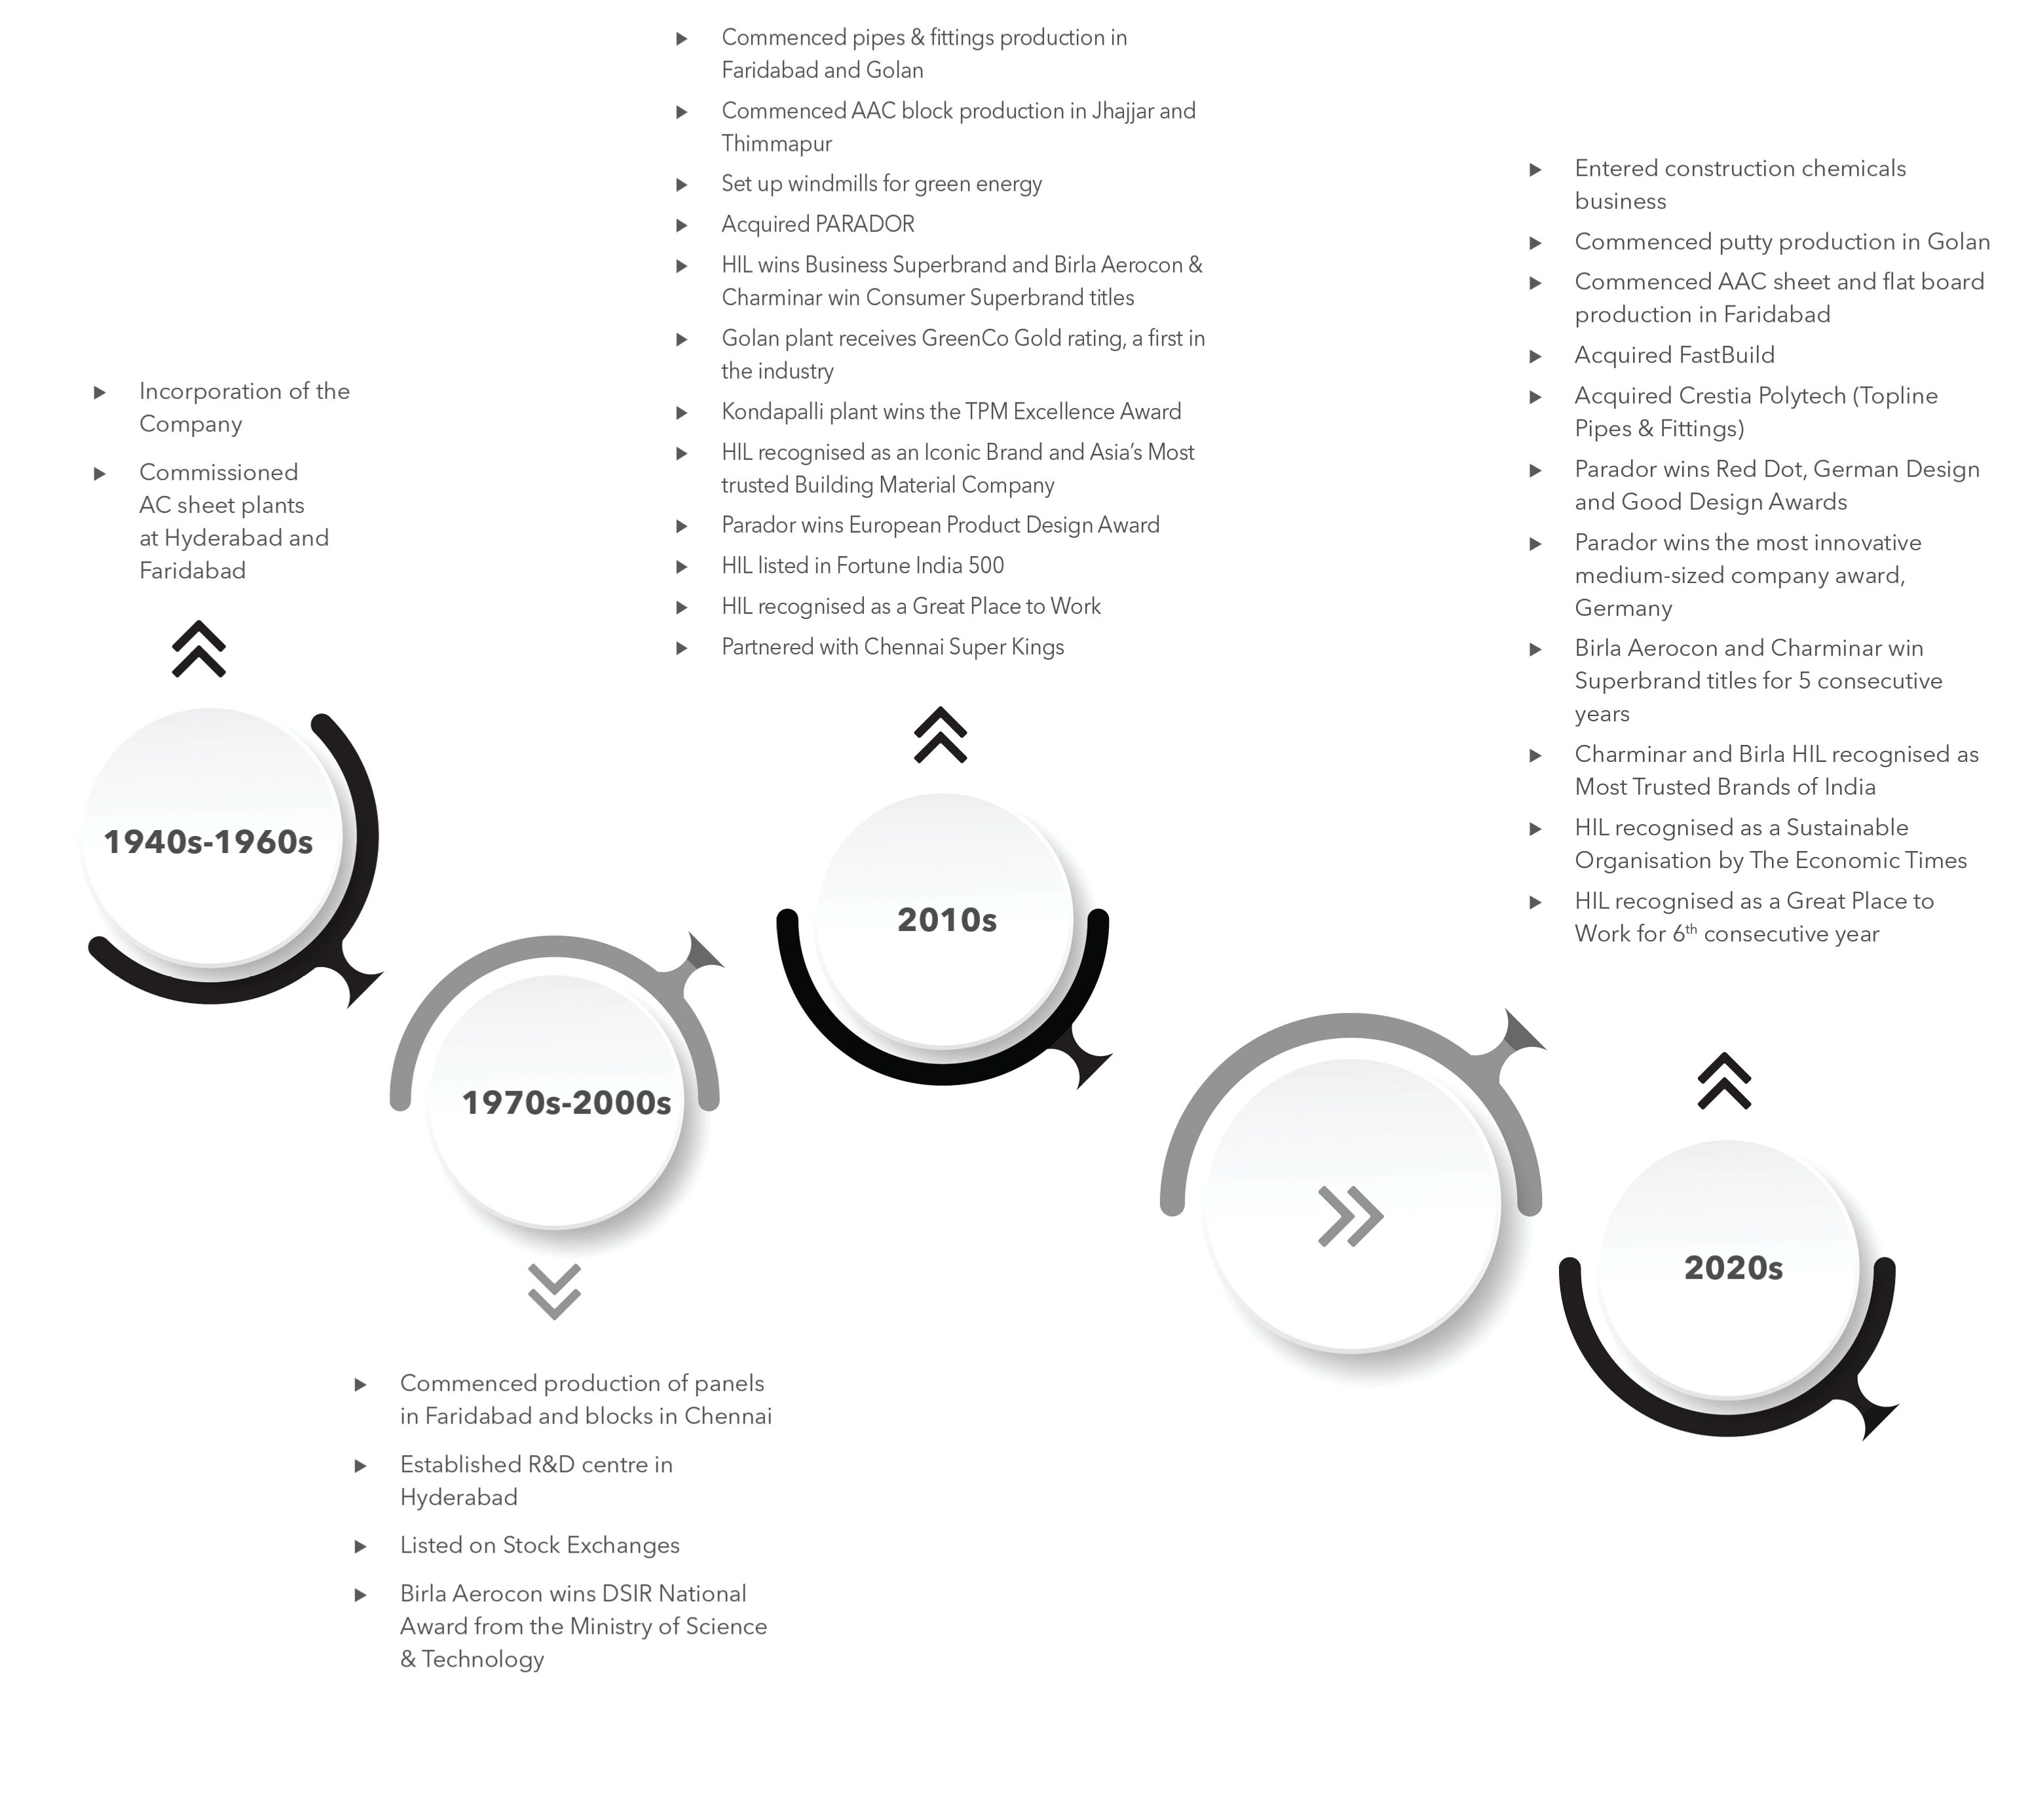 Incorporation of the
Company
Commissioned
AC sheet plants
at Hyderabad and
Faridabad
1940s-1960s
1970s-2000s
Commenced production of panels
in Faridabad and blocks in Chennai
Established R&D centre in
Hyderabad
Listed on Stock Exchanges
Birla Aerocon wins DSIR National
Award from the Ministry of Science
& Technology
Commenced pipes & fittings production in
Faridabad and Golan
Commenced AAC block production in Jhajjar and
Thimmapur
Set up windmills for green energy
Acquired PARADOR
HIL wins Business Superbrand and Birla Aerocon &
Charminar win Consumer Superbrand titles
Golan plant receives GreenCo Gold rating, a first in
the industry
Kondapalli plant wins the TPM Excellence Award
HIL recognised as an Iconic Brand and Asia’s Most
trusted Building Material Company
Parador wins European Product Design Award
HIL listed in Fortune India 500
HIL recognised as a Great Place to Work
Partnered with Chennai Super Kings
2010s
Entered construction chemicals
business
Commenced putty production in Golan
Commenced AAC sheet and flat board
production in Faridabad
Acquired FastBuild
Acquired Crestia Polytech (Topline
Pipes & Fittings)
Parador wins Red Dot, German Design
and Good Design Awards
Parador wins the most innovative
medium-sized company award,
Germany
Birla Aerocon and Charminar win
Superbrand titles for 5 consecutive
years
Charminar and Birla HIL recognised as
Most Trusted Brands of India
HIL recognised as a Sustainable
Organisation by The Economic Times
HIL recognised as a Great Place to
Work for 6th consecutive year
2020s